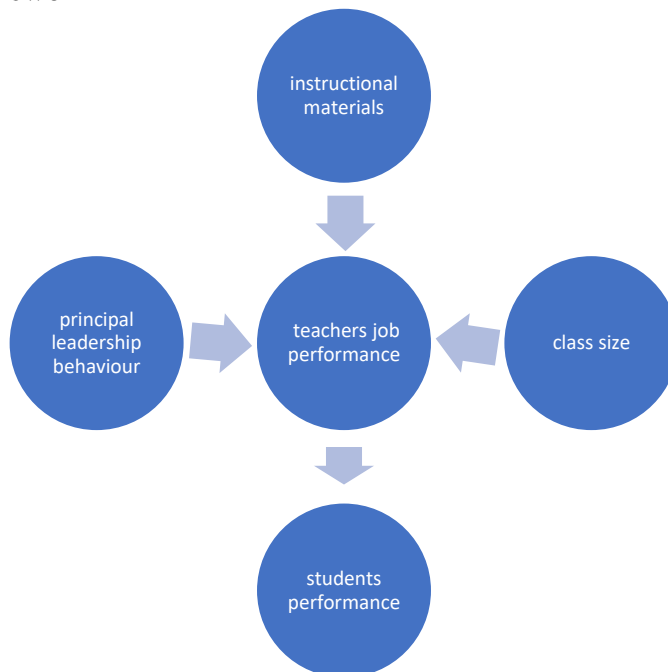 instructional
materials
principal
leadership
behaviour
teachers job
performance
class size
students
performance